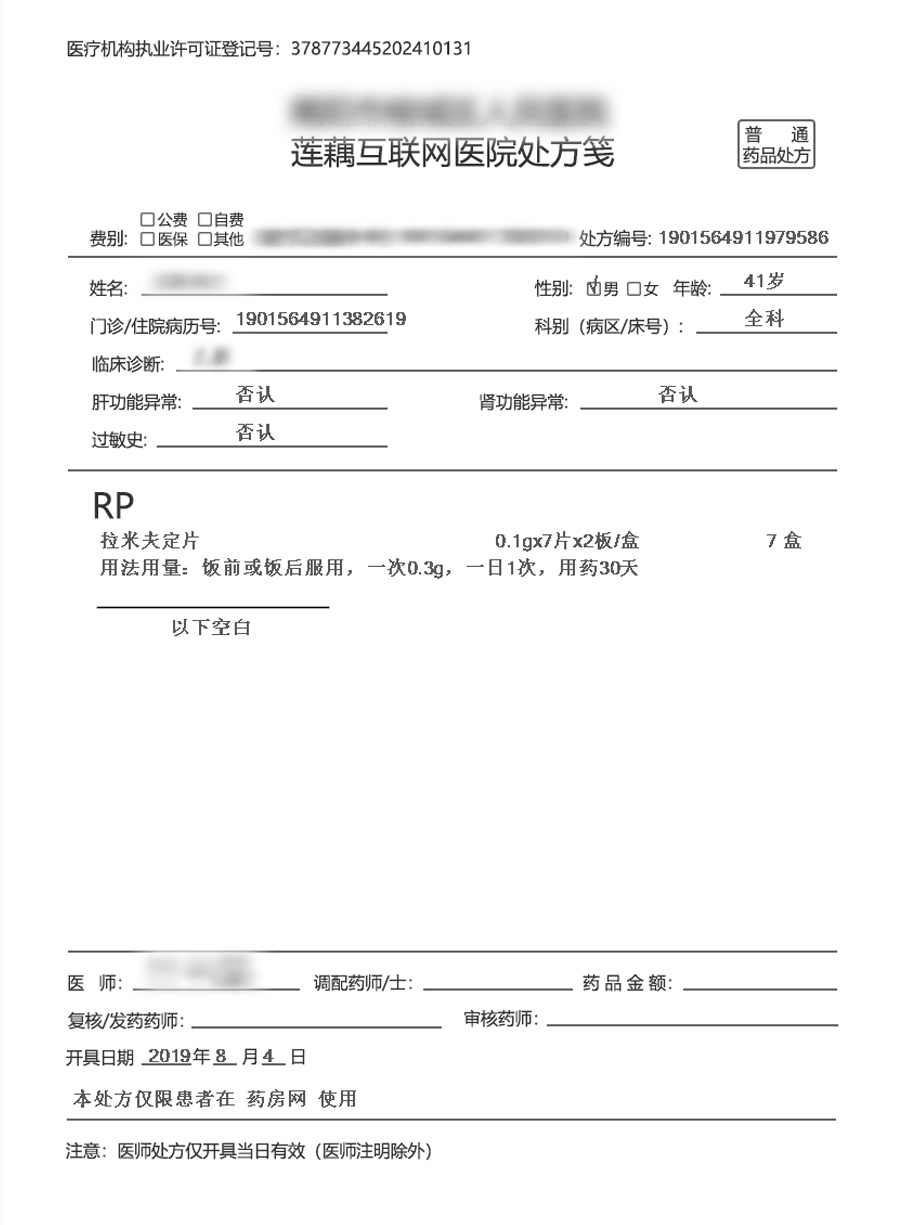 医疗机构执业许可证登记号：378773445202410131
莲藕互联网医院处方笺
普 通
药品处方
□公费 □自费
费别: □医保 □其他 处方编号: 1901564911979586
姓名: 性别: ☑男 □女 年龄: 41岁
门诊/住院病历号: 1901564911382619 科别（病区/床号）: 全科
临床诊断:
肝功能异常: 否认 肾功能异常: 否认
过敏史: 否认
RP
拉米夫定片 0.1gx7片x2板/盒 7 盒
用法用量：饭前或饭后服用，一次0.3g，一日1次，用药30天
以下空白
医 师: 调配药师/士: 药 品 金 额:
复核/发药药师: 审核药师:
开具日期 2019年 8 月 4 日
本处方仅限患者在 药房网 使用
注意：医师处方仅开具当日有效（医师注明除外）